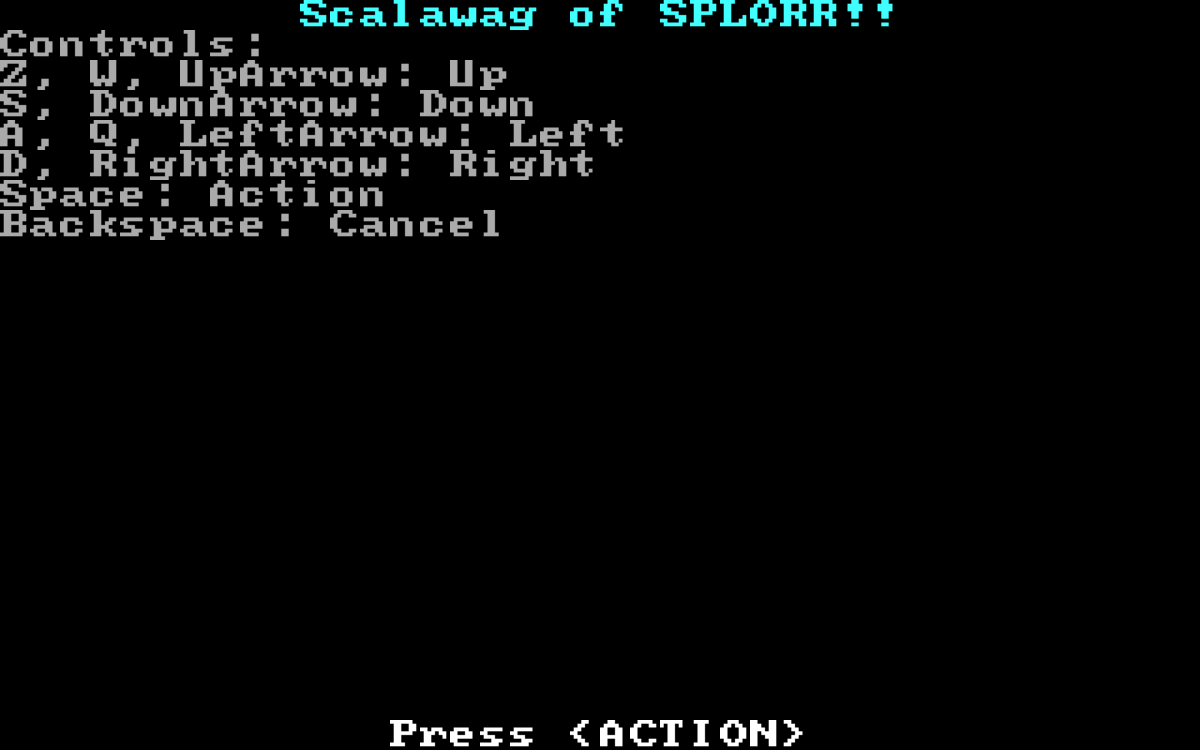 Scalawag of SPLORR!!
Controls:
Z, W, UpArrow: Up
S, DownArrow: Down
A, Q, LeftArrow: Left
D, RightArrow: Right
Space: Action
Backspace: Cancel
Press <ACTION>